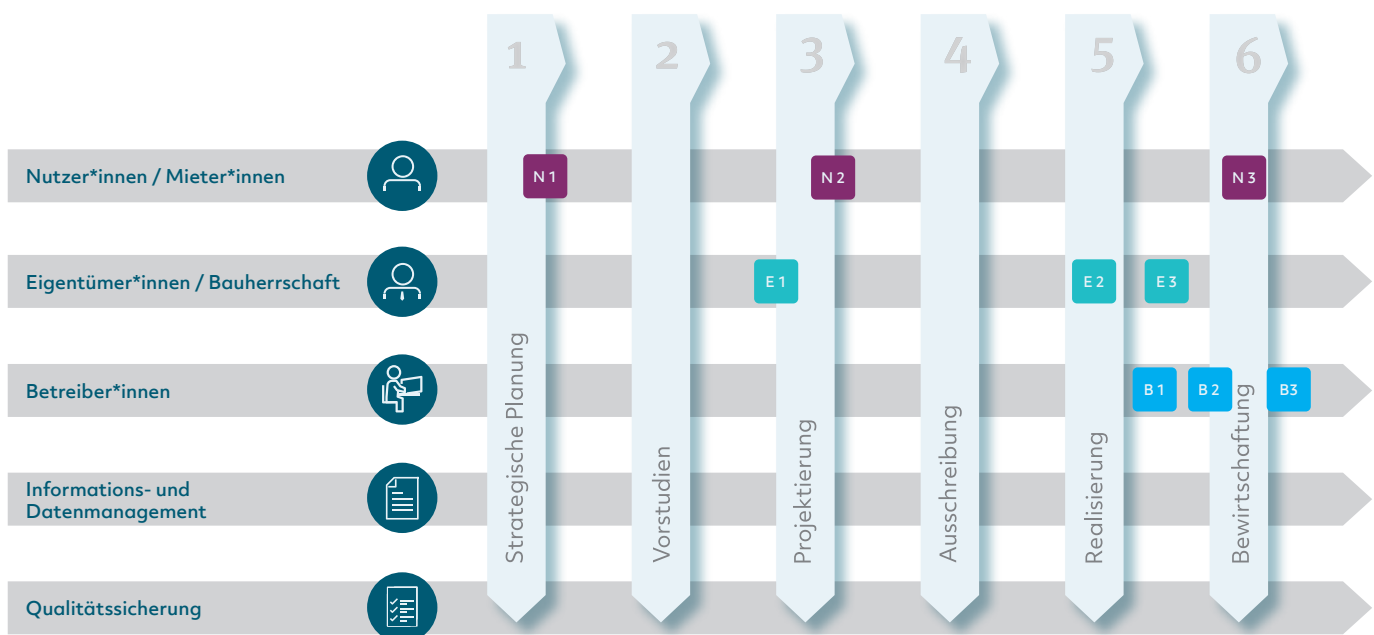 1
2
3
4
5
6
Nutzer*innen / Mieter*innen
N 1
N 2
N 3
Eigentümer*innen / Bauherrschaft
E 1
E 2
E 3
Betreiber*innen
B 1
B 2
B3
Informations- und
Datenmanagement
Qualitätssicherung
Strategische Planung
Vorstudien
Projektierung
Ausschreibung
Realisierung
Bewirtschaftung